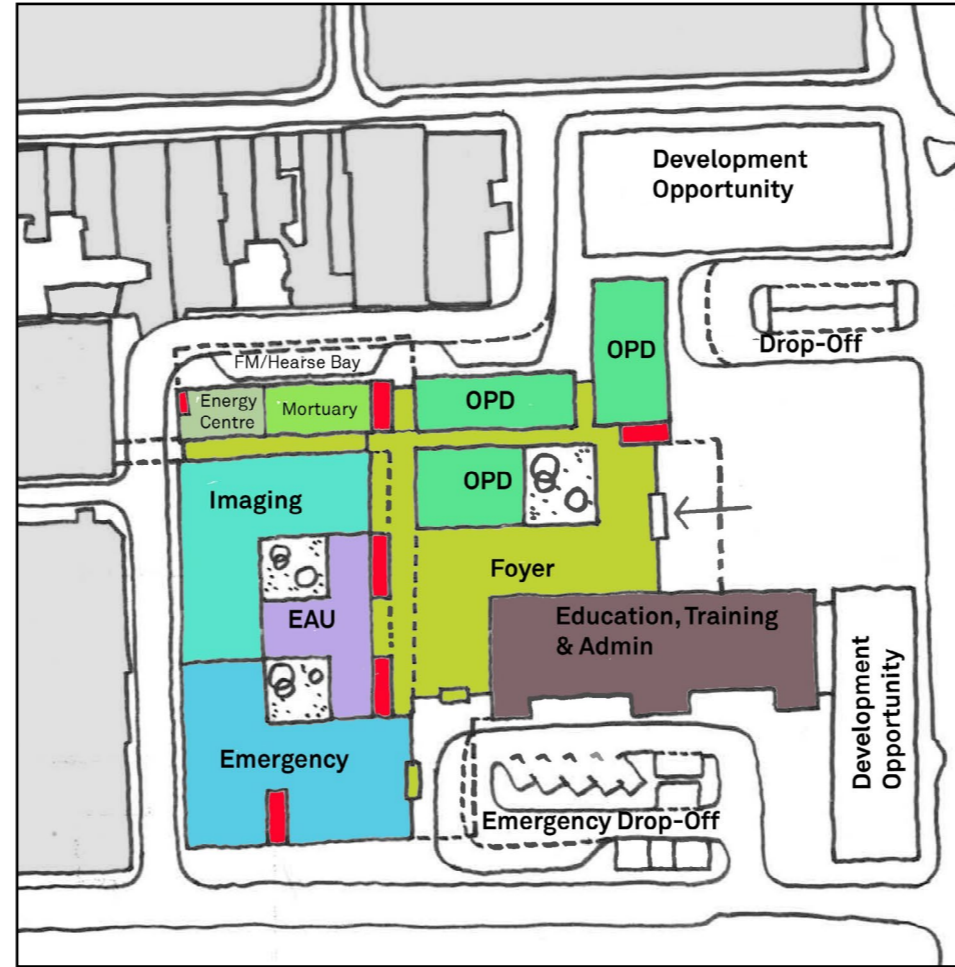 Development
Opportunity
OPD
Drop-Off
FM/Hearse Bay
Energy
Centre
Mortuary
OPD
OPD
Imaging
Foyer
EAU
Education, Training
& Admin
Development
Opportunity
Emergency
Emergency Drop-Off